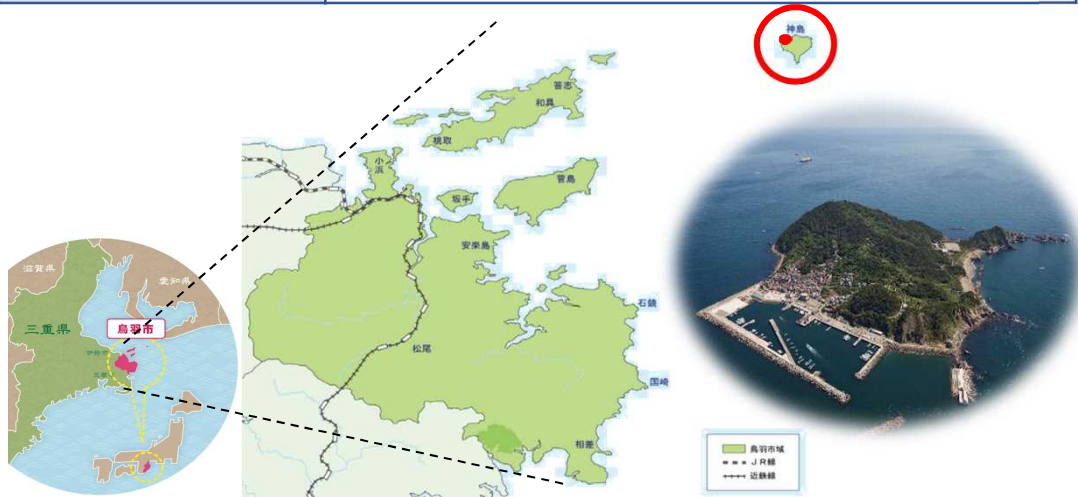 神島
答志
和具
桃取
小浜
菅島
坂手
安楽島
石鏡
松尾
国崎
相差
滋賀県
愛知県
三重県
鳥羽市
鳥羽市域
JR線
近鉄線